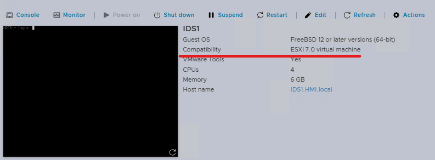 Console Monitor Power on Shut down Suspend Restart Edit Refresh Actions
IDS1
Guest OS FreeBSD 12 or later versions (64-bit)
Compatibility ESXi 7.0 virtual machine
VMware Tools Yes
CPUs 4
Memory 6 GB
Host name IDS1.HMI.local